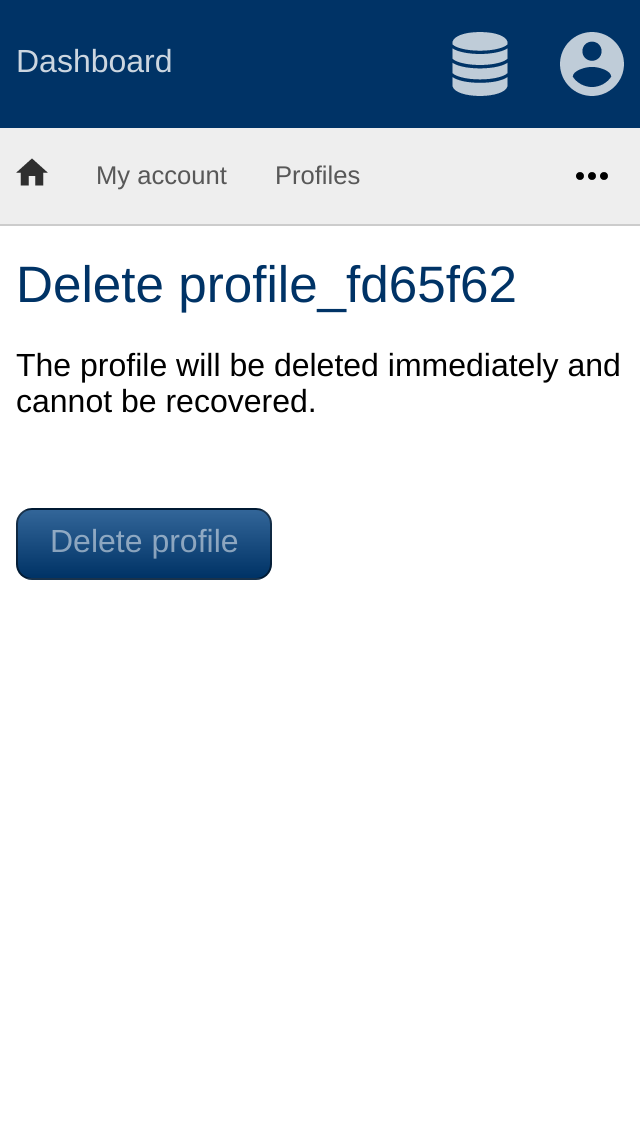 Dashboard
My account Profiles
Delete profile_fd65f62
The profile will be deleted immediately and
cannot be recovered.
Delete profile